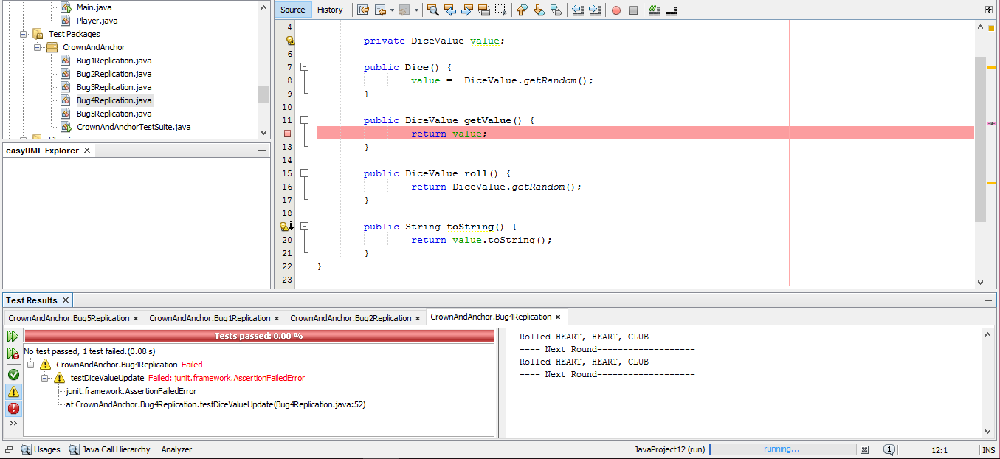 Main.java
Player.java
Test Packages
CrownAndAnchor
Bug1Replication.java
Bug2Replication.java
Bug3Replication.java
Bug4Replication.java
Bug5Replication.java
CrownAndAnchorTestSuite.java
easyUML Explorer
Source History
4
private DiceValue value;
6
7 public Dice() {
8 value =  DiceValue.getRandom();
9 }
10
11 public DiceValue getValue() {
return value;
13 }
14
15 public DiceValue roll() {
16 return DiceValue.getRandom();
17 }
18
public String toString() {
20 return value.toString();
21 }
22 }
23
Test Results
CrownAndAnchor.Bug5Replication CrownAndAnchor.Bug1Replication CrownAndAnchor.Bug2Replication CrownAndAnchor.Bug4Replication
Tests passed: 0.00 %
No test passed, 1 test failed.(0.08 s)
CrownAndAnchor.Bug4Replication Failed
testDiceValueUpdate Failed: junit.framework.AssertionFailedError
junit.framework.AssertionFailedError
at CrownAndAnchor.Bug4Replication.testDiceValueUpdate(Bug4Replication.java:52)
Rolled HEART, HEART, CLUB
---- Next Round-------------------
Rolled HEART, HEART, CLUB
---- Next Round-------------------
Usages Java Call Hierarchy Analyzer JavaProject12 (run) running... 1 12:1 INS